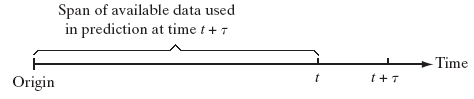 Span of available data used
in prediction at time t + τ
Time
Origin
t
t + τ